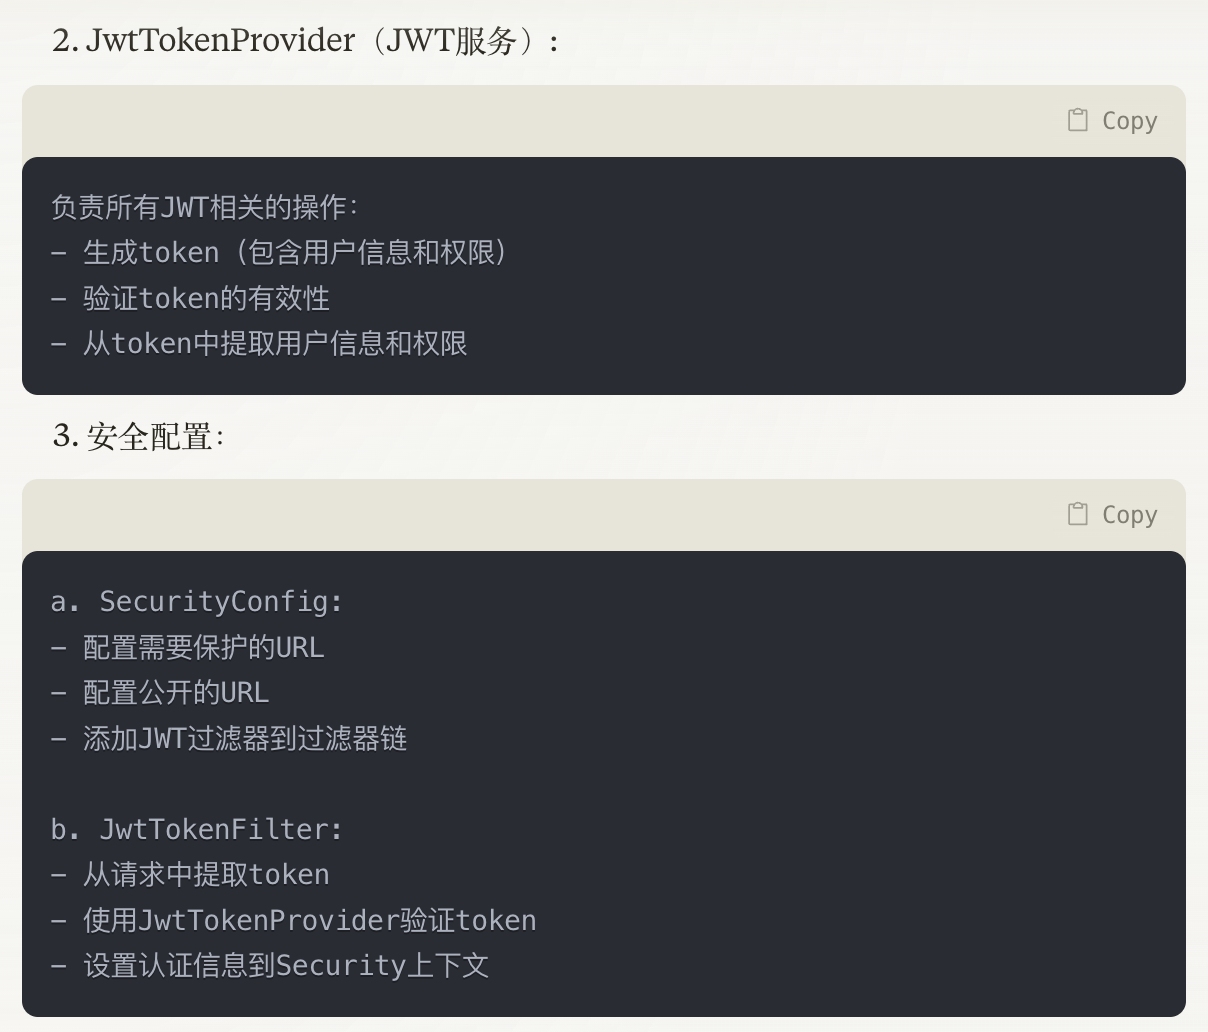 2. JwtTokenProvider（JWT服务）:
Copy
负责所有JWT相关的操作:
- 生成token（包含用户信息和权限）
- 验证token的有效性
- 从token中提取用户信息和权限
3. 安全配置:
Copy
a. SecurityConfig:
- 配置需要保护的URL
- 配置公开的URL
- 添加JWT过滤器到过滤器链
b. JwtTokenFilter:
- 从请求中提取token
- 使用JwtTokenProvider验证token
- 设置认证信息到Security上下文